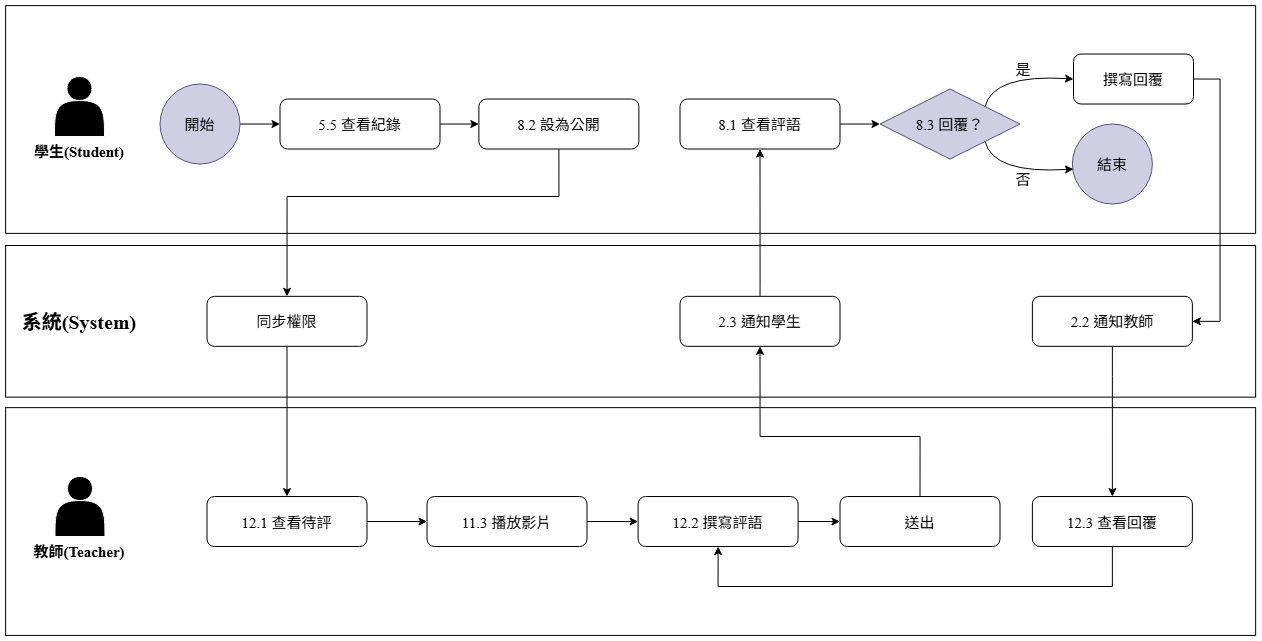 學生(Student)
開始
5.5 查看紀錄
8.2 設為公開
8.1 查看評語
8.3 回覆？
是
撰寫回覆
否
結束
系統(System)
同步權限
2.3 通知學生
2.2 通知教師
教師(Teacher)
12.1 查看待評
11.3 播放影片
12.2 撰寫評語
送出
12.3 查看回覆